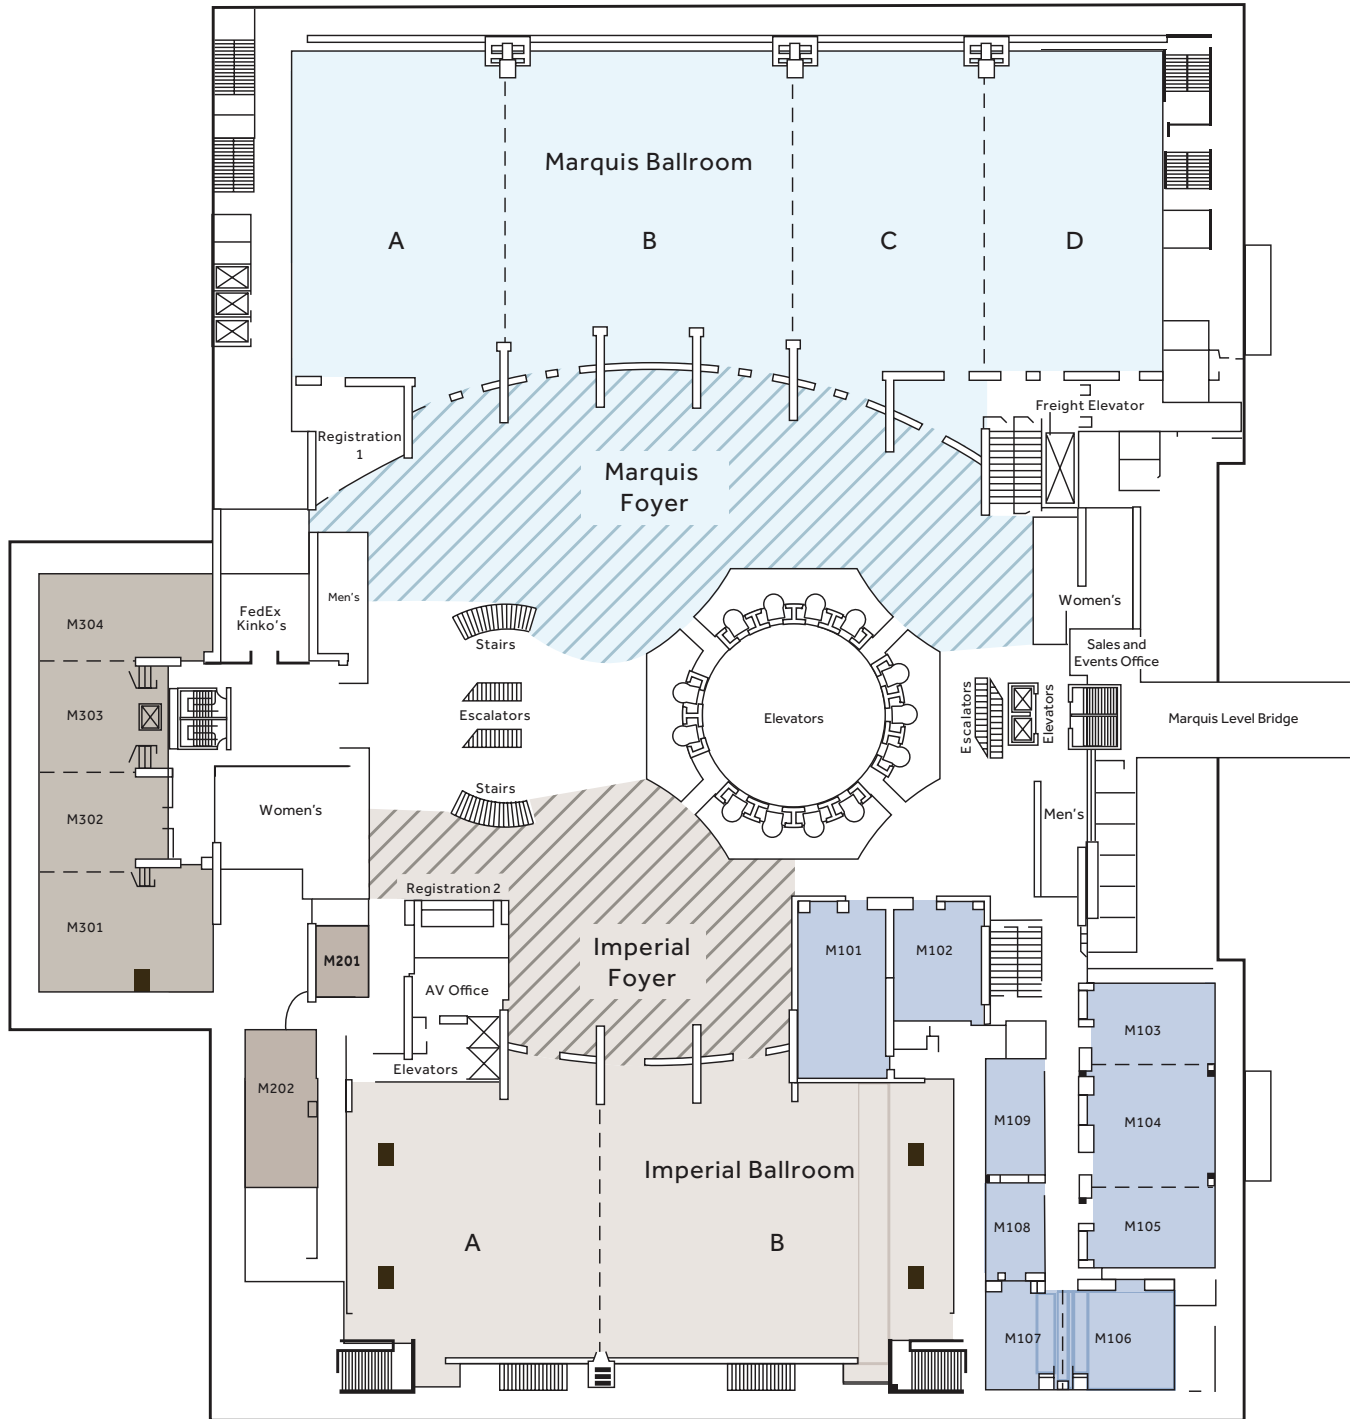 Marquis Ballroom
A
B
C
D
Freight Elevator
Registration
1
Marquis
Foyer
Men's
FedEx
Kinko's
Women's
M304
Stairs
Sales and
Events Office
M303
Escalators
Elevators
Escalators
Elevators
Marquis Level Bridge
Stairs
M302
Women's
Men's
Registration 2
M301
Imperial
Foyer
M101
M102
M201
AV Office
M103
Elevators
M202
M109
M104
Imperial Ballroom
A
B
M108
M105
M107
M106